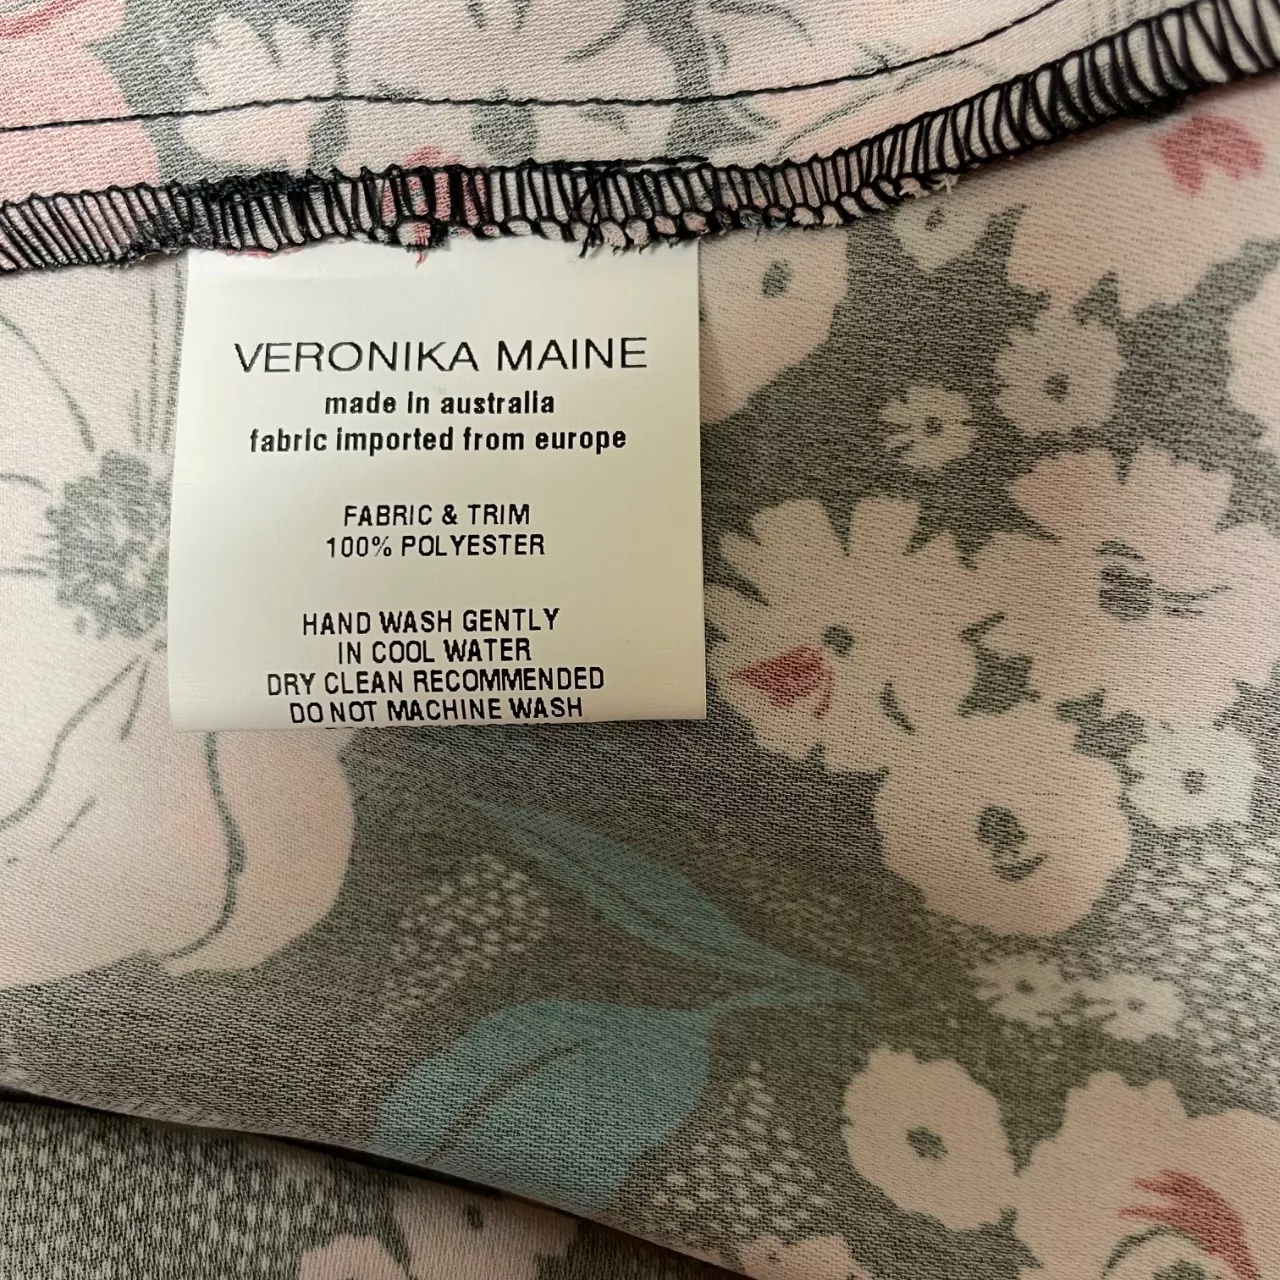 VERONIKA MAINE
made in australia
fabric imported from europe
FABRIC & TRIM
100% POLYESTER
HAND WASH GENTLY
IN COOL WATER
DRY CLEAN RECOMMENDED
DO NOT MACHINE WASH